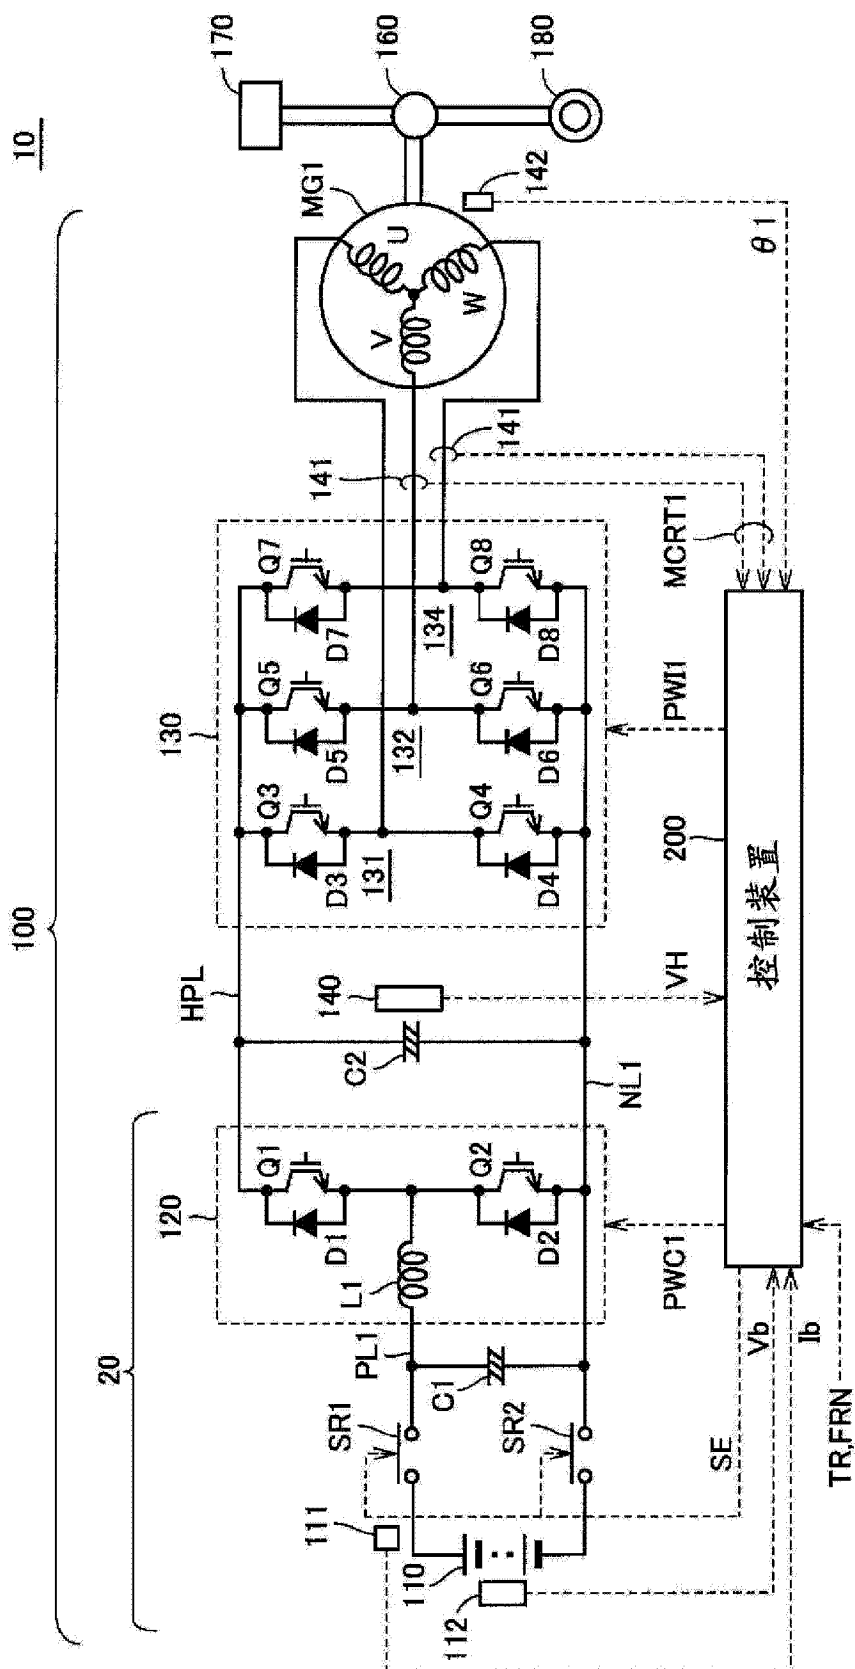 10
100
20
170
160
180
MG1
U
V
W
142
θ1
141
141
MCRT1
130
Q3
Q5
Q7
D3
D5
D7
131
132
134
Q4
Q6
Q8
D4
D6
D8
PWI1
HPL
140
C2
VH
NL1
200
控制装置
120
Q1
D1
L1
Q2
D2
PWC1
PL1
C1
SR1
SR2
SE
Vb
Ib
TR,FRN
111
110
112